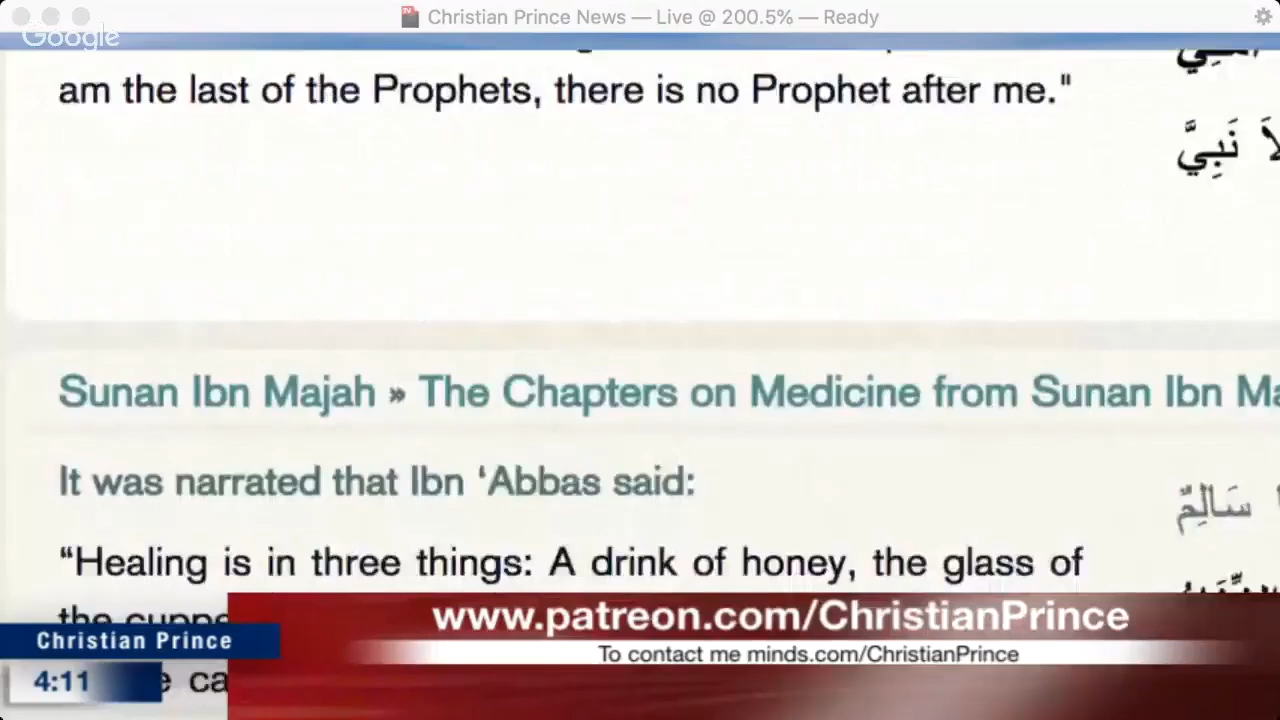 Christian Prince News — Live @ 200.5% — Ready
Google
am the last of the Prophets, there is no Prophet after me."
لاَ نَبِيَّ
Sunan Ibn Majah » The Chapters on Medicine from Sunan Ibn Ma
It was narrated that Ibn ‘Abbas said:
سَالِمٌ
“Healing is in three things: A drink of honey, the glass of
the cuppe
www.patreon.com/ChristianPrince
Christian Prince
To contact me minds.com/ChristianPrince
4:11
ca